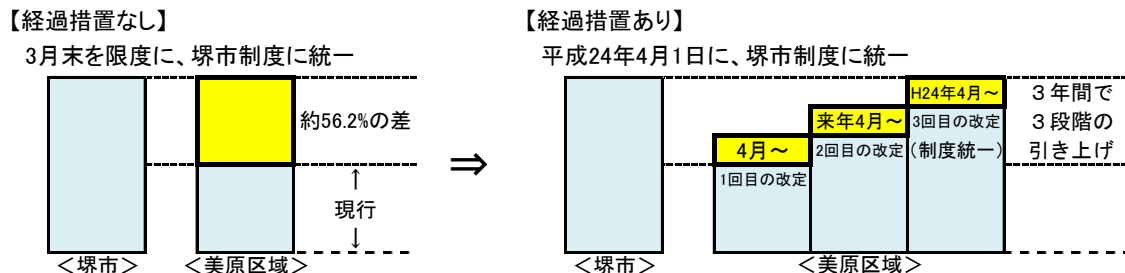 【経過措置なし】
3月末を限度に、堺市制度に統一
約56.2%の差
↑
現行
↓
＜堺市＞
＜美原区域＞
⇒
【経過措置あり】
平成24年4月1日に、堺市制度に統一
4月～
1回目の改定
来年4月～
2回目の改定
H24年4月～
3回目の改定
(制度統一)
3年間で
3段階の
引き上げ
＜堺市＞
＜美原区域＞